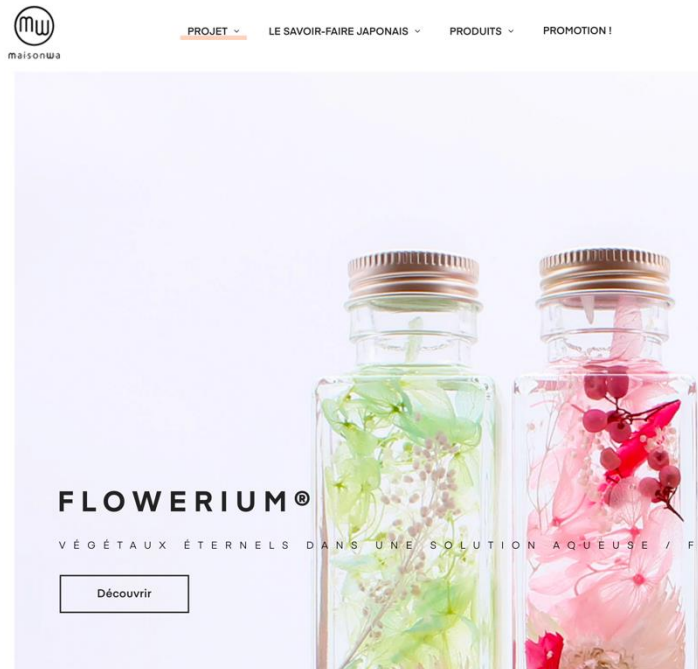 mw
maisonwa
PROJET LE SAVOIR-FAIRE JAPONAIS PRODUITS PROMOTION !
FLOWERIUM®
VÉGÉTAUX ÉTERNELS DANS UNE SOLUTION AQUEUSE / F
Découvrir